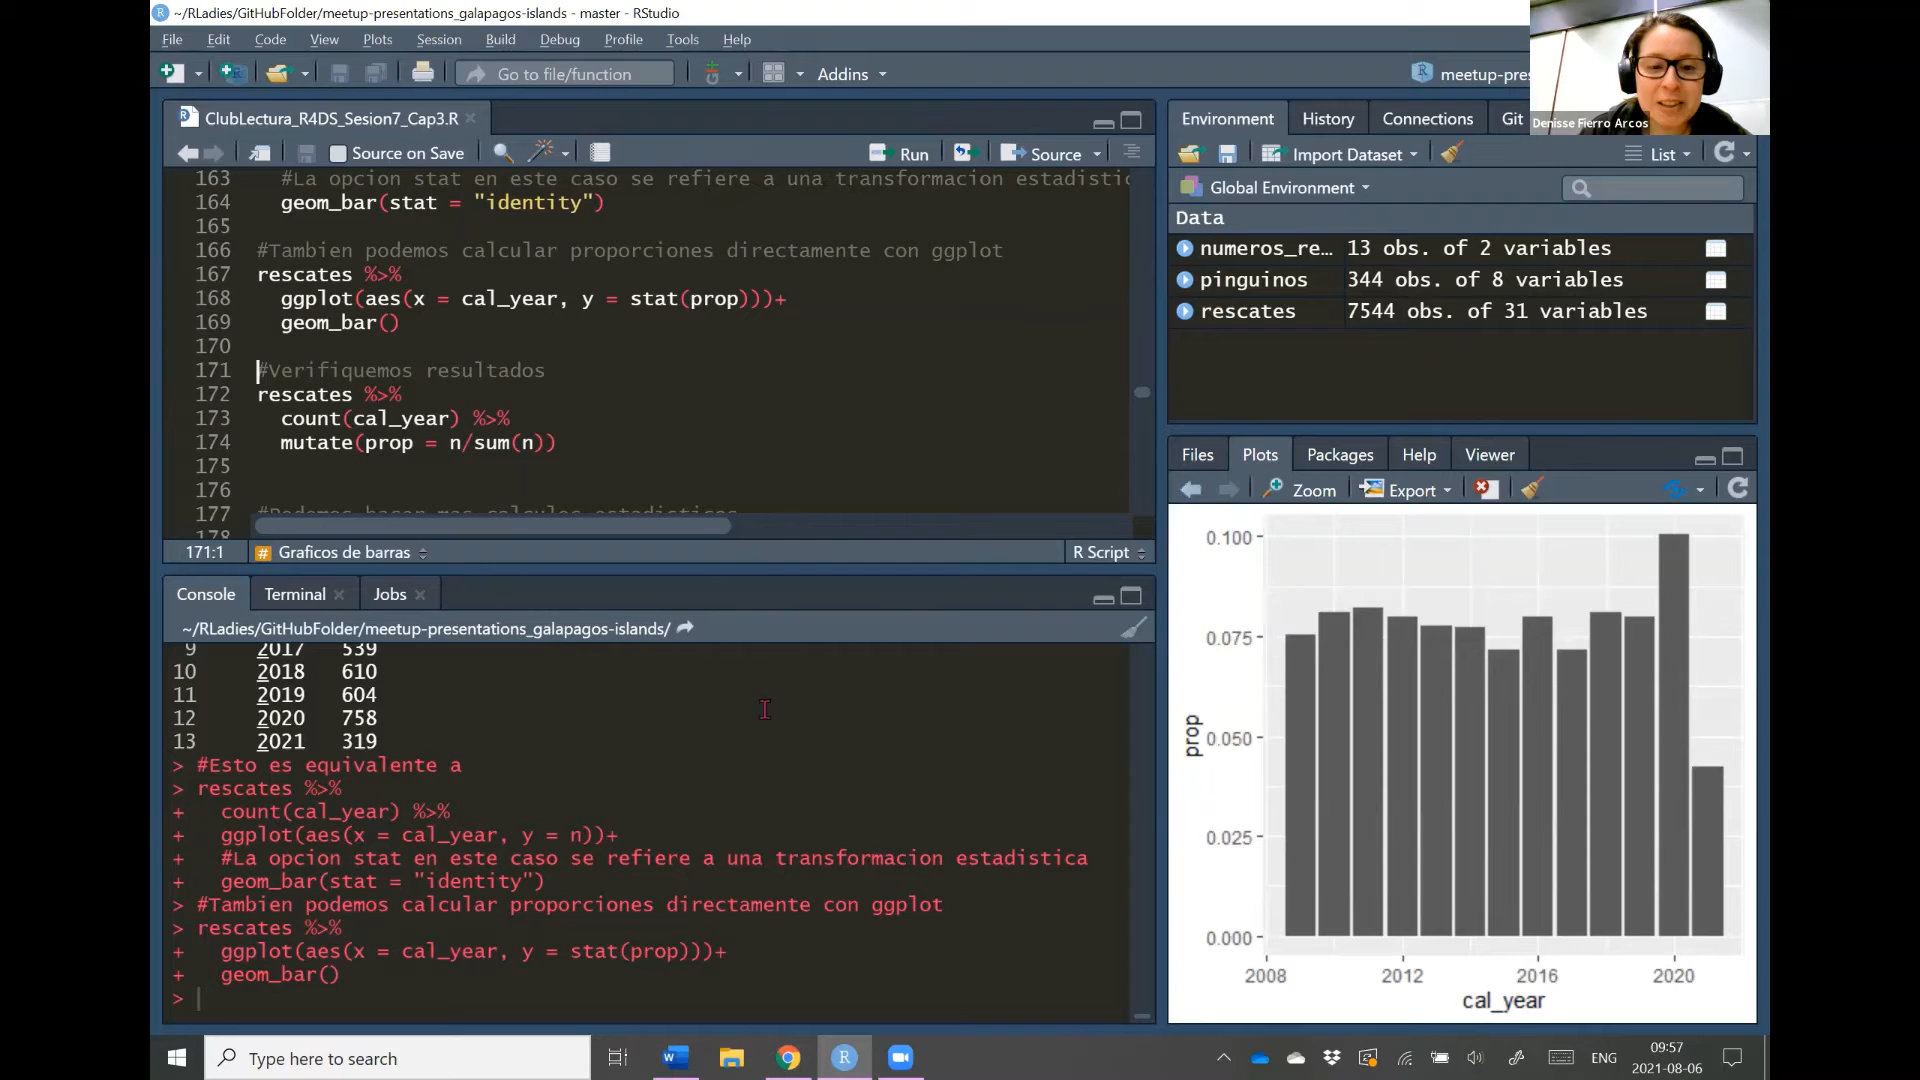 ~/RLadies/GitHubFolder/meetup-presentations_galapagos-islands - master - RStudio
File Edit Code View Plots Session Build Debug Profile Tools Help
Go to file/function
Addins
meetup-pres
Denisse Fierro Arcos
ClubLectura_R4DS_Sesion7_Cap3.R
Source on Save
Run
Source
163 #La opcion stat en este caso se refiere a una transformacion estadistic
164 geom_bar(stat = "identity")
165
166 #Tambien podemos calcular proporciones directamente con ggplot
167 rescates %>%
168 ggplot(aes(x = cal_year, y = stat(prop)))+
169 geom_bar()
170
171 #Verifiquemos resultados
172 rescates %>%
173 count(cal_year) %>%
174 mutate(prop = n/sum(n))
175
176
177 #Podemos hacer mas calculos estadisticos
178
171:1 # Graficos de barras R Script
Console Terminal Jobs
~/RLadies/GitHubFolder/meetup-presentations_galapagos-islands/
9 2017 539
10 2018 610
11 2019 604
12 2020 758
13 2021 319
> #Esto es equivalente a
> rescates %>%
+ count(cal_year) %>%
+ ggplot(aes(x = cal_year, y = n))+
+ #La opcion stat en este caso se refiere a una transformacion estadistica
+ geom_bar(stat = "identity")
> #Tambien podemos calcular proporciones directamente con ggplot
> rescates %>%
+ ggplot(aes(x = cal_year, y = stat(prop)))+
+ geom_bar()
>
Environment History Connections Git
Import Dataset
List
Global Environment
Data
numeros_re... 13 obs. of 2 variables
pinguinos 344 obs. of 8 variables
rescates 7544 obs. of 31 variables
Files Plots Packages Help Viewer
Zoom Export
0.100
0.075
0.050
0.025
0.000
prop
2008 2012 2016 2020
cal_year
Type here to search
ENG
09:57
2021-08-06